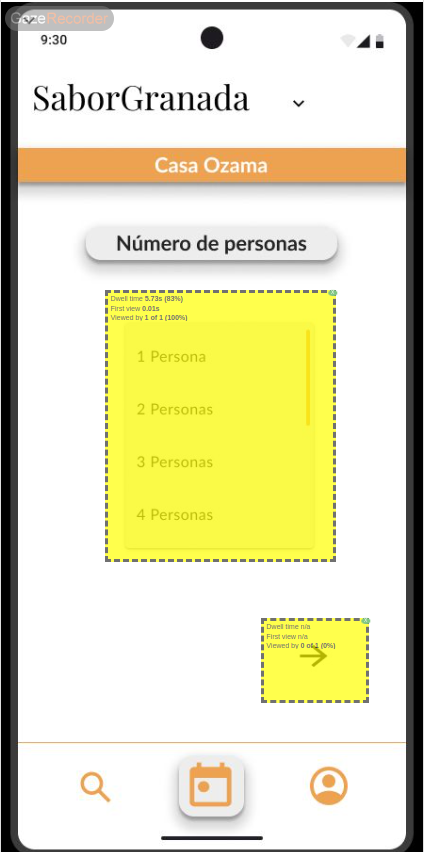 GazeRecorder
9:30
SaborGranada
Casa Ozama
Número de personas
Dwell time 5.73s (83%)
First view 0.01s
Viewed by 1 of 1 (100%)
1 Persona
2 Personas
3 Personas
4 Personas
Dwell time n/a
First view n/a
Viewed by 0 of 1 (0%)